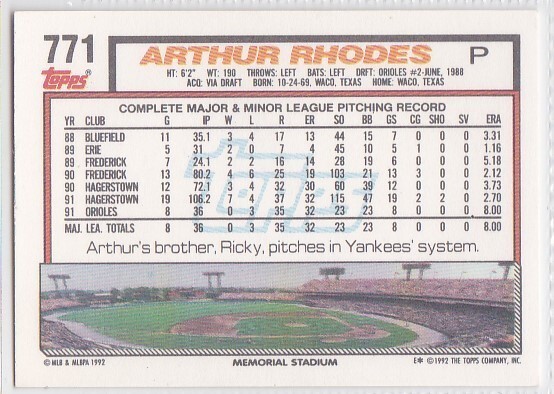 771
Topps®
ARTHUR RHODES
P
HT: 6'2" WT: 190 THROWS: LEFT BATS: LEFT DRFT: ORIOLES #2-JUNE, 1988
ACQ: VIA DRAFT BORN: 10-24-69, WACO, TEXAS HOME: WACO, TEXAS
COMPLETE MAJOR & MINOR LEAGUE PITCHING RECORD
YR CLUB G IP W L R ER SO BB GS CG SHO SV ERA
88 BLUEFIELD 11 35.1 3 4 17 13 44 15 7 0 0 0 3.31
89 ERIE 5 31 2 0 7 4 45 10 5 1 0 0 1.16
89 FREDERICK 7 24.1 2 2 16 14 28 19 6 0 0 0 5.18
90 FREDERICK 13 80.2 4 6 25 19 103 21 13 3 0 0 2.12
90 HAGERSTOWN 12 72.1 3 4 32 30 60 39 12 0 0 0 3.73
91 HAGERSTOWN 19 106.2 7 4 37 32 115 47 19 2 2 0 2.70
91 ORIOLES 8 36 0 3 35 32 23 23 8 0 0 0 8.00
MAJ. LEA. TOTALS 8 36 0 3 35 32 23 23 8 0 0 0 8.00
Arthur's brother, Ricky, pitches in Yankees' system.
© MLB & MLBPA 1992
MEMORIAL STADIUM
E* © 1992 THE TOPPS COMPANY, INC.